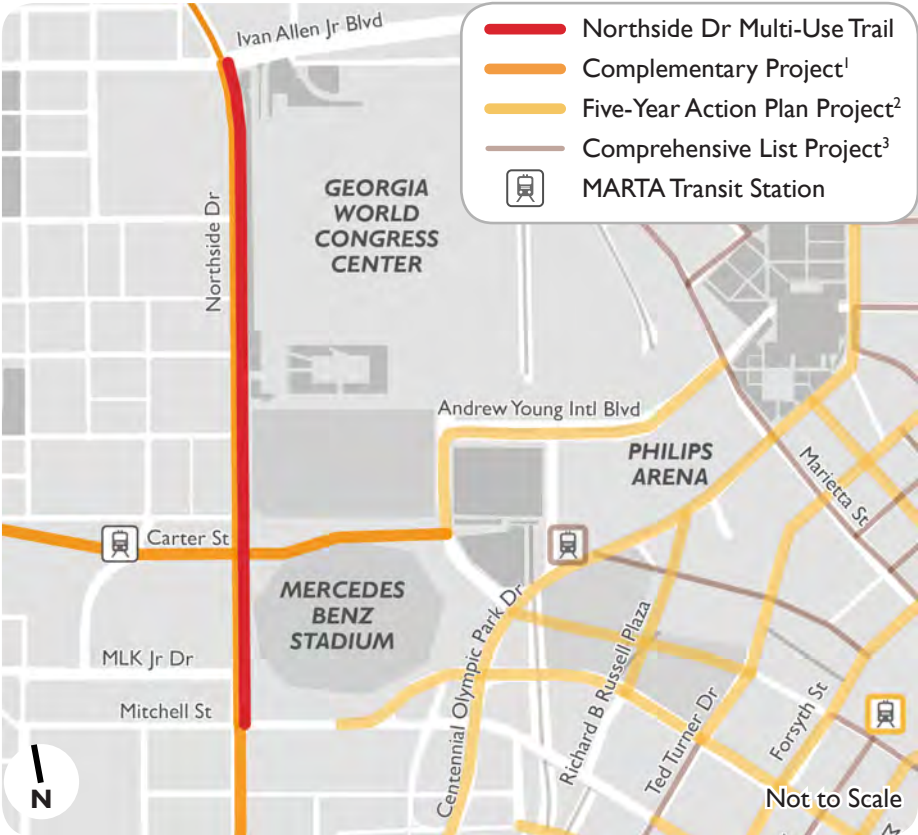 Ivan Allen Jr Blvd
Northside Dr Multi-Use Trail
Complementary Project¹
Five-Year Action Plan Project²
Comprehensive List Project³
MARTA Transit Station
GEORGIA
WORLD
CONGRESS
CENTER
Northside Dr
Andrew Young Intl Blvd
PHILIPS
ARENA
Marietta St
Carter St
MERCEDES
BENZ
STADIUM
Centennial Olympic Park Dr
Richard B Russell Plaza
MLK Jr Dr
Mitchell St
Ted Turner Dr
Forsyth St
N
Not to Scale